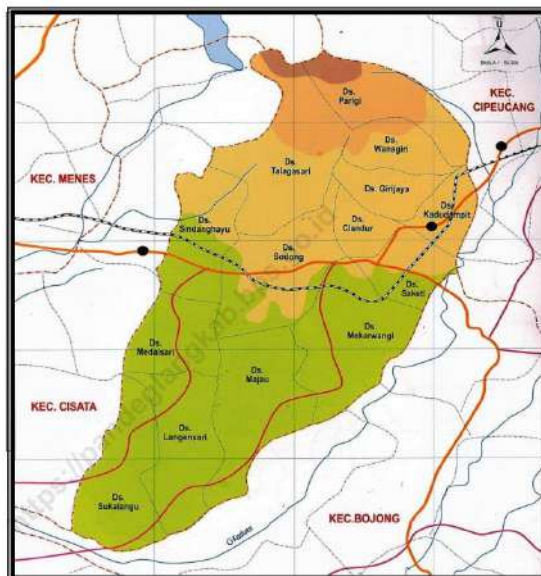 U
KEC.
CIPEUCANG
Ds.
Parigi
Ds.
Wanagiri
Ds.
Talagasari
KEC. MENES
Ds. Girijaya
Ds.
Kadudampit
Ds.
Sindanghayu
Ds.
Ciandur
Ds.
Sodong
Ds.
Saketi
Ds.
Medalsari
Ds.
Mekarwangi
Ds.
Majau
KEC. CISATA
Ds.
Langensari
Ds.
Sukalangu
KEC.BOJONG
https://pandeglangkab.bps.go.id